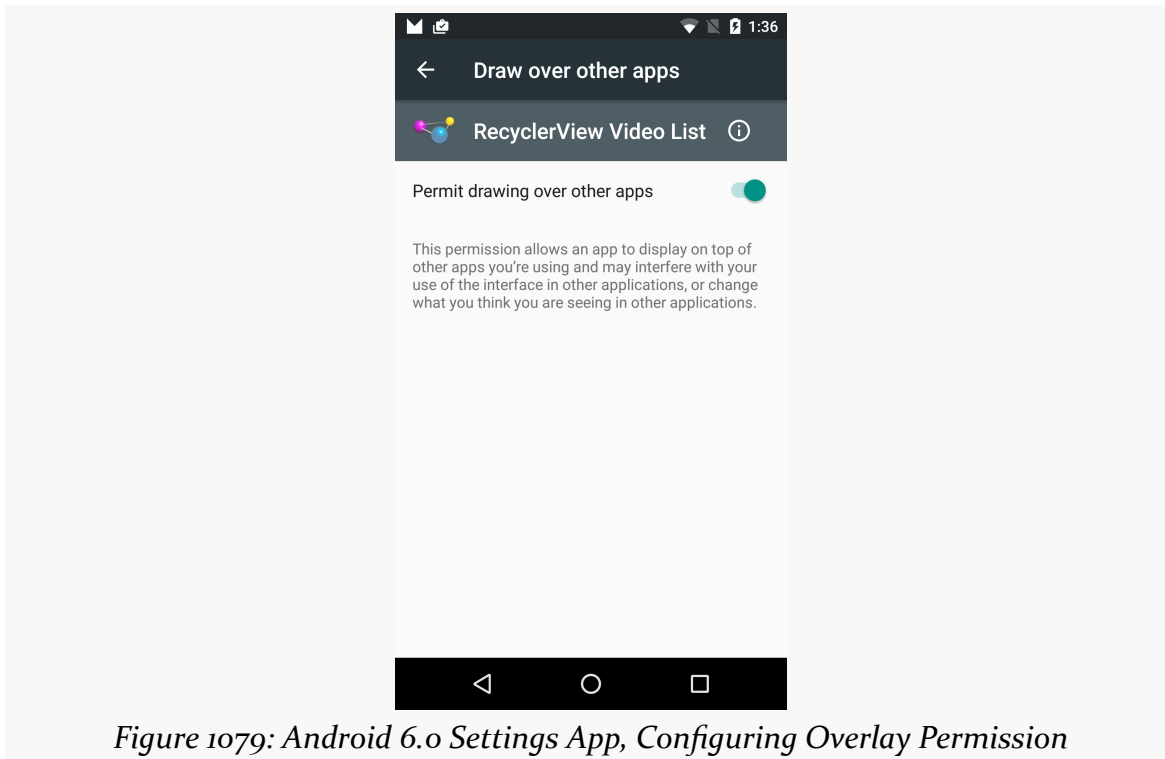 1:36
Draw over other apps
RecyclerView Video List
Permit drawing over other apps
This permission allows an app to display on top of
other apps you’re using and may interfere with your
use of the interface in other applications, or change
what you think you are seeing in other applications.
Figure 1079: Android 6.0 Settings App, Configuring Overlay Permission